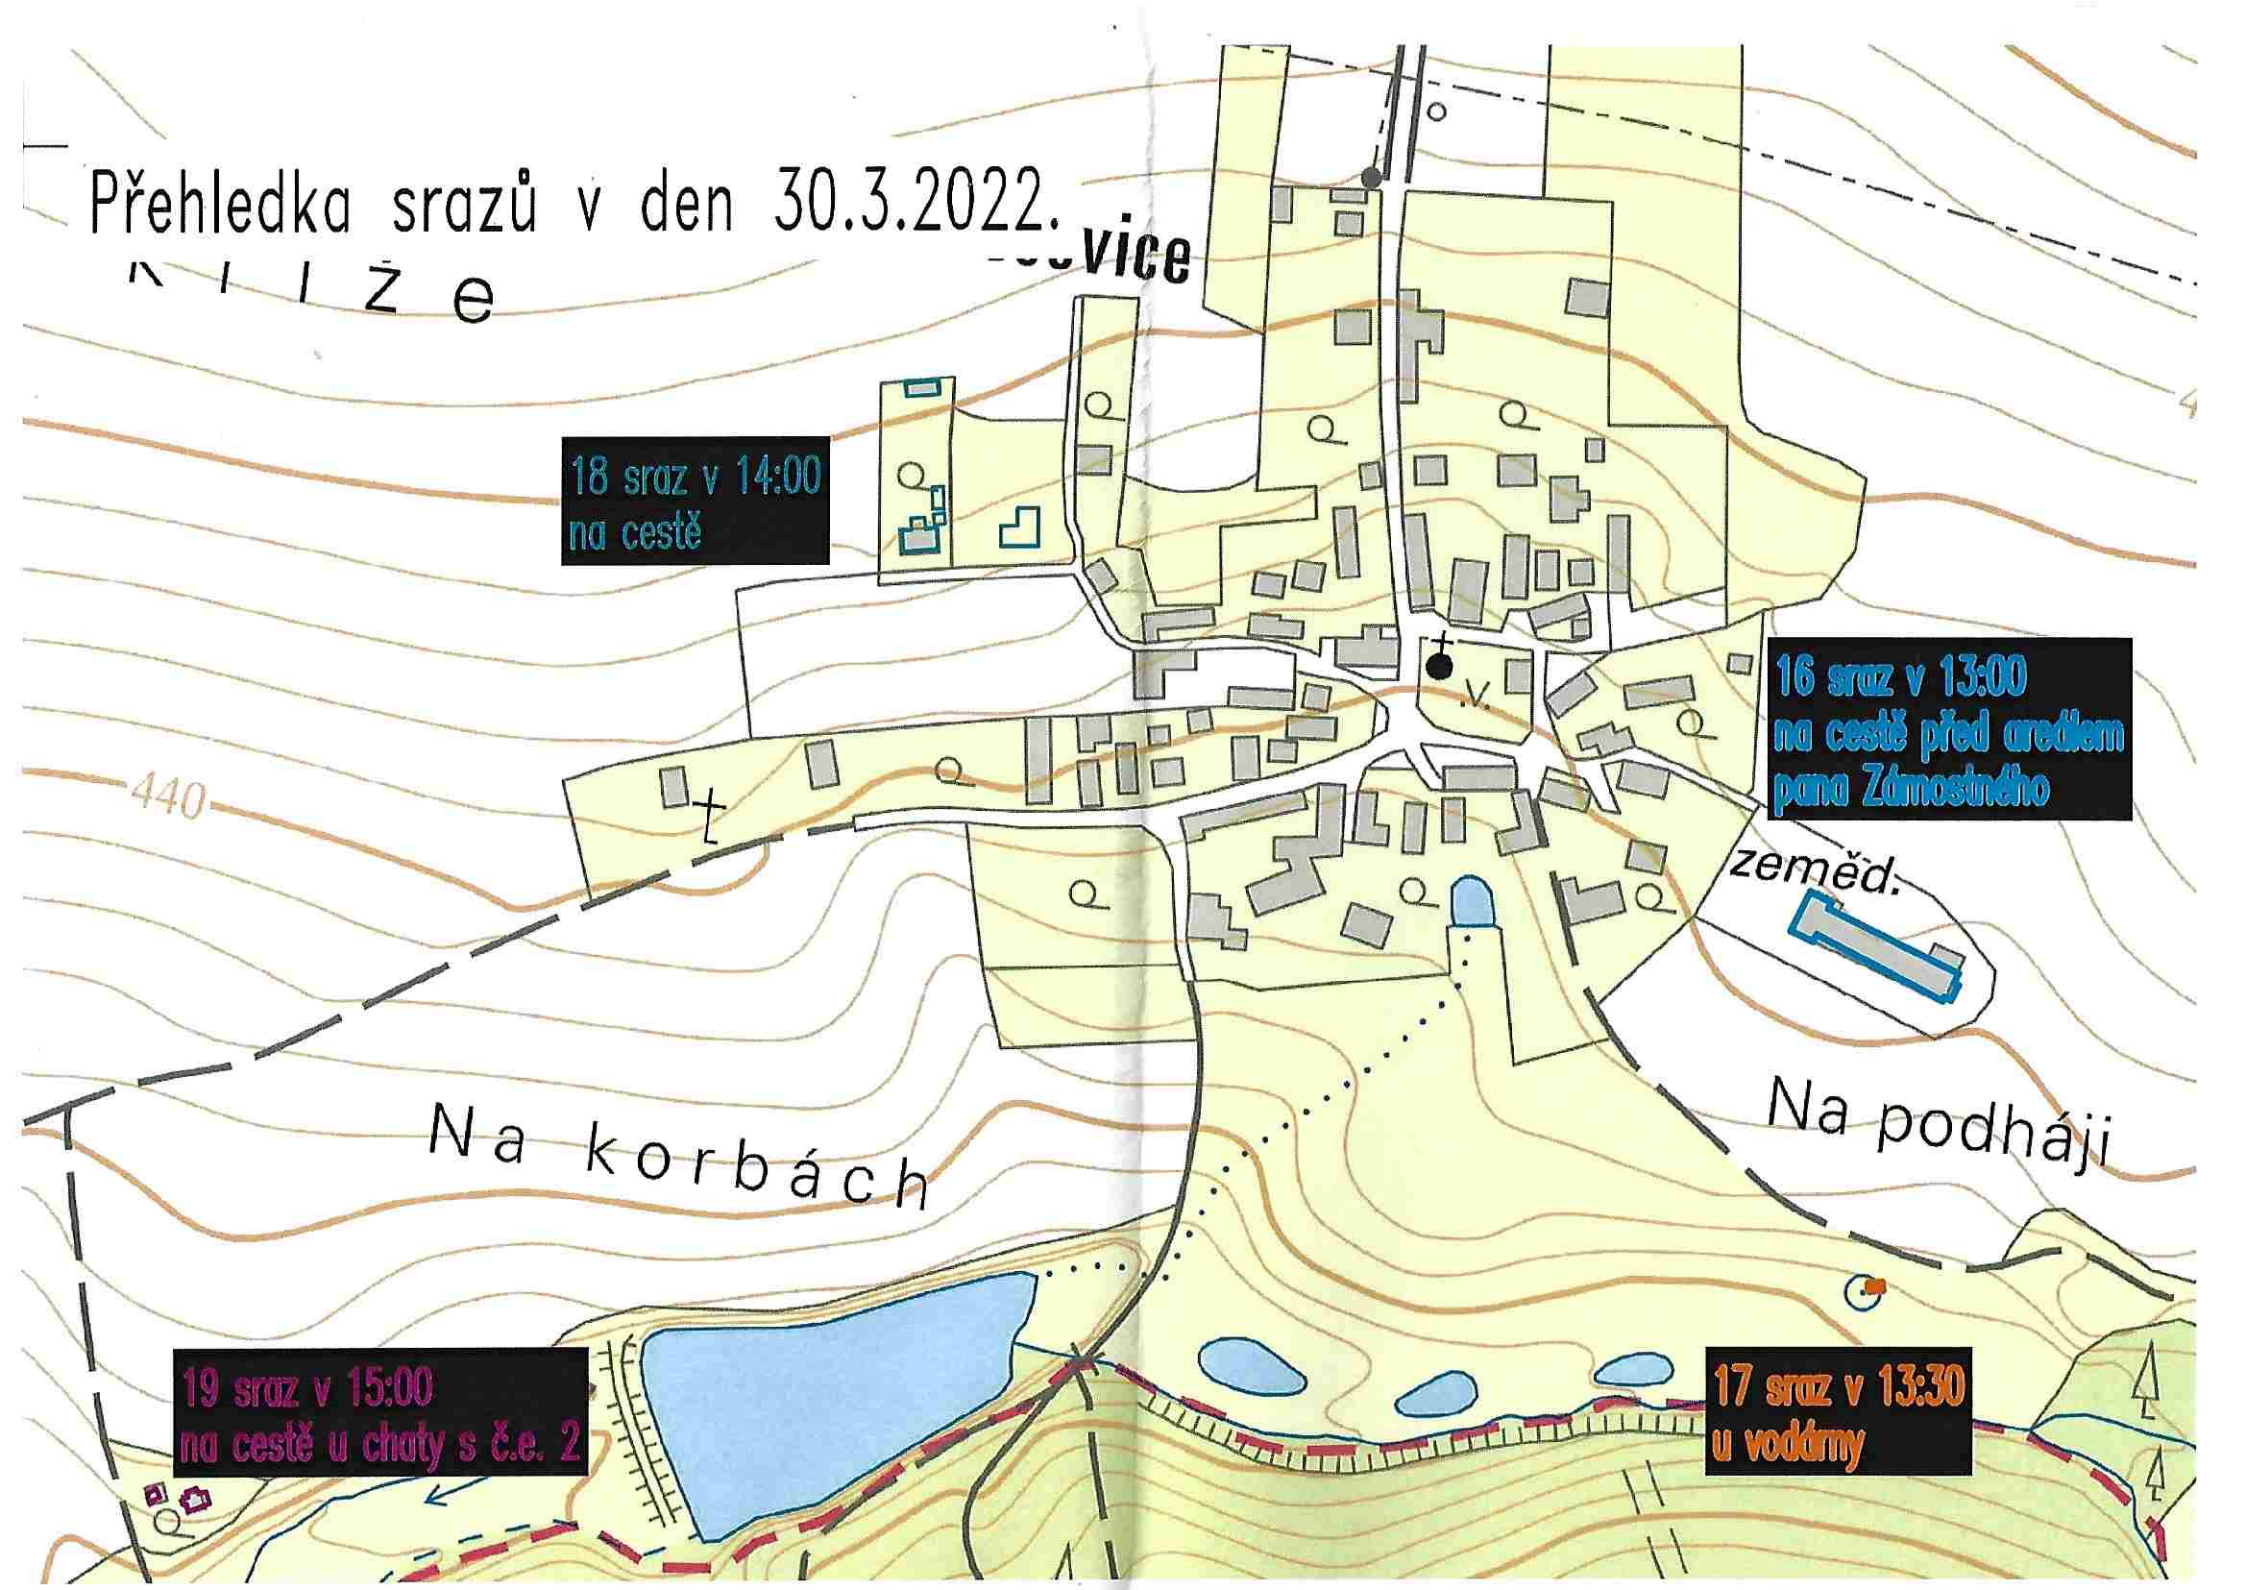 Přehledka srazů v den 30.3.2022.
vice
ž e
18 sraz v 14:00
na cestě
16 sraz v 13:00
na cestě před areálem
pana Zámostného
440
zeměd.
4
Na podháji
Na korbách
19 sraz v 15:00
na cestě u chaty s č.e. 2
17 sraz v 13:30
u vodárny